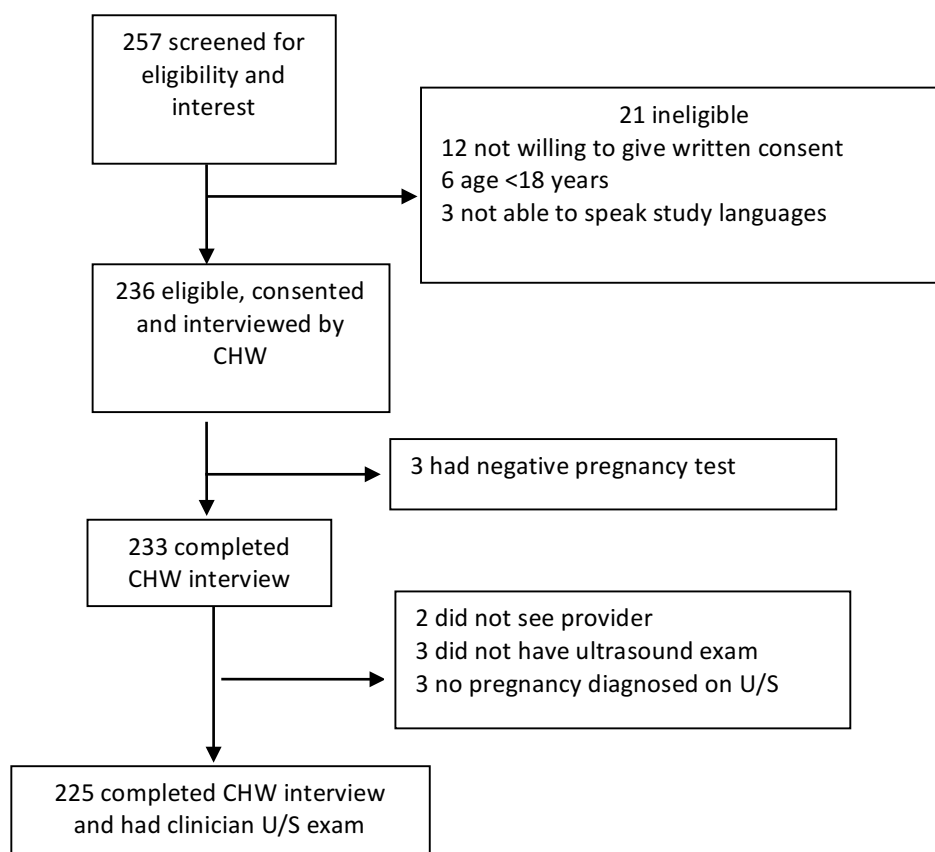 257 screened for
eligibility and
interest
21 ineligible
12 not willing to give written consent
6 age <18 years
3 not able to speak study languages
236 eligible, consented
and interviewed by
CHW
3 had negative pregnancy test
233 completed
CHW interview
2 did not see provider
3 did not have ultrasound exam
3 no pregnancy diagnosed on U/S
225 completed CHW interview
and had clinician U/S exam